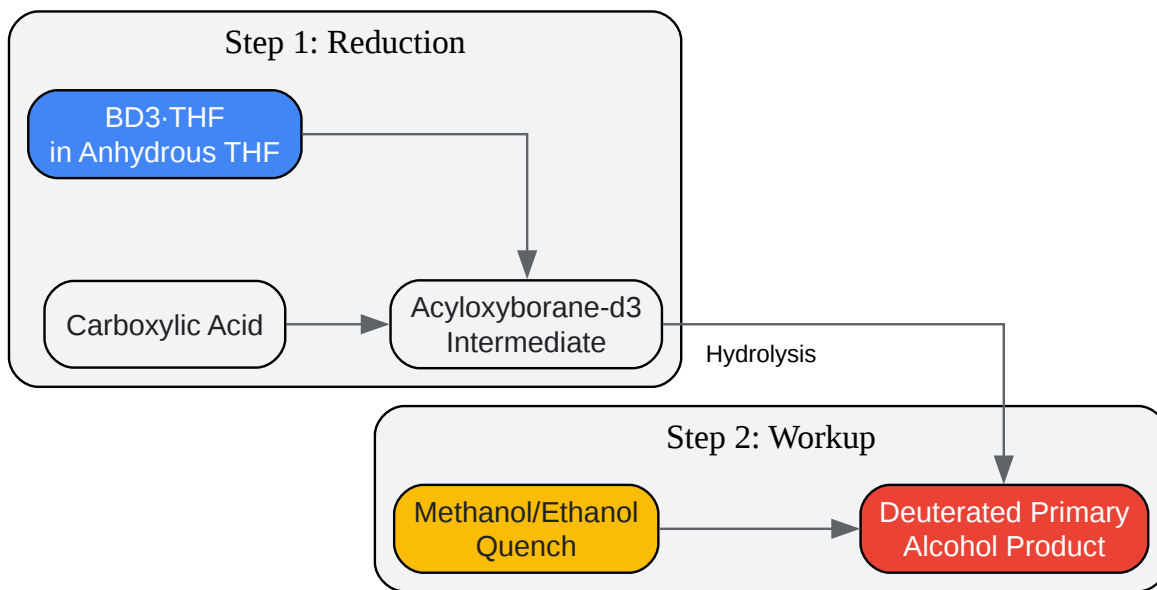 Step 1: Reduction
BD3·THF
in Anhydrous THF
Carboxylic Acid
Acyloxyborane-d3
Intermediate
Hydrolysis
Step 2: Workup
Methanol/Ethanol
Quench
Deuterated Primary
Alcohol Product